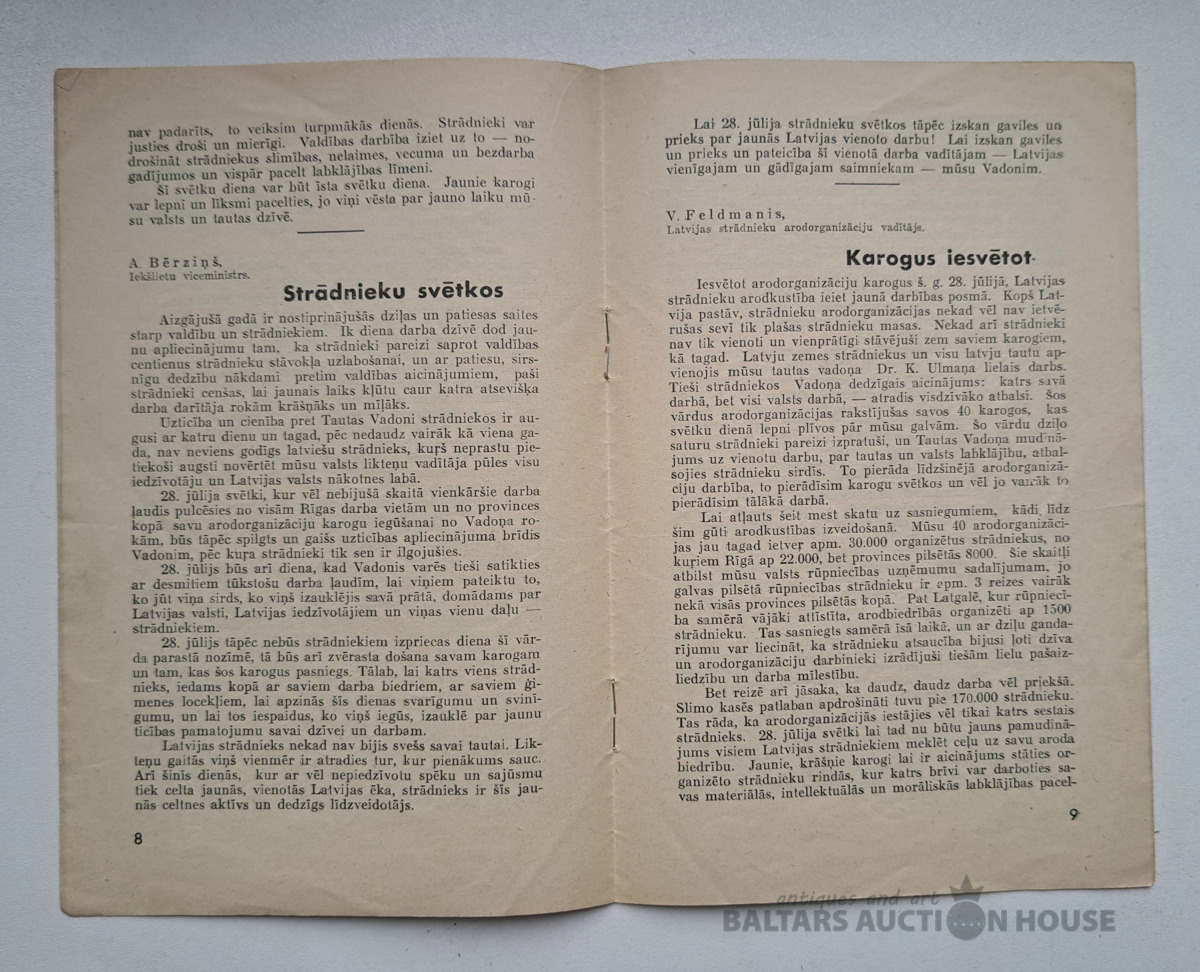 nav padarīts, to veiksim turpmākās dienās. Strādnieki var
justies droši un mierīgi. Valdības darbība iziet uz to — no-
drošināt strādniekus slimības, nelaimes, vecuma un bezdarba
gadījumos un vispār pacelt labklājības līmeni.
Šī svētku diena var būt īsta svētku diena. Jaunie karogi
var lepni un līksmi pacelties, jo viņi vēsta par jauno laiku mū-
su valsts un tautas dzīvē.
A. Bērziņš,
Iekšlietu viceministrs.
Strādnieku svētkos
Aizgājušā gadā ir nostiprinājušās dziļas un patiesas saites
starp valdību un strādniekiem. Ik diena darba dzīvē dod jau-
nu apliecinājumu tam, ka strādnieki pareizi saprot valdības
centienus strādnieku stāvokļa uzlabošanai, un ar patiesu, sirs-
nīgu dedzību nākdami pretim valdības aicinājumiem, paši
strādnieki cenšas, lai jaunais laiks kļūtu caur katra atsevišķa
darba darītāja rokām krāšņāks un mīļāks.
Uzticība un cienība pret Tautas Vadoni strādniekos ir au-
gusi ar katru dienu un tagad, pēc nedaudz vairāk kā viena ga-
da, nav neviens godīgs latviešu strādnieks, kuŗš neprastu pie-
tiekoši augsti novērtēt mūsu valsts likteņu vadītāja pūles visu
iedzīvotāju un Latvijas valsts nākotnes labā.
28. jūlija svētki, kur vēl nebijušā skaitā vienkāršie darba
ļaudis pulcēsies no visām Rīgas darba vietām un no provinces
kopā savu arodorganizāciju karogu iegūšanai no Vadoņa ro-
kām, būs tāpēc spilgts un gaišs uzticības apliecinājuma brīdis
Vadonim, pēc kuŗa strādnieki tik sen ir ilgojušies.
28. jūlijs būs arī diena, kad Vadonis varēs tieši satikties
ar desmitiem tūkstošu darba ļaudīm, lai viņiem pateiktu to,
ko jūt viņa sirds, ko viņš izauklējis savā prātā, domādams par
Latvijas valsti, Latvijas iedzīvotājiem un viņas vienu daļu —
strādniekiem.
28. jūlijs tāpēc nebūs strādniekiem izpriecas diena šī vār-
da parastā nozīmē, tā būs arī zvērasta došana savam karogam
un tam, kas šos karogus pasniegs. Tālab, lai katrs viens strād-
nieks, iedams kopā ar saviem darba biedriem, ar saviem ģi-
menes locekļiem, lai apzinās šīs dienas svarīgumu un svinī-
gumu, un lai tos iespaidus, ko viņš iegūs, izauklē par jaunu
ticības pamatojumu savai dzīvei un darbam.
Latvijas strādnieks nekad nav bijis svešs savai tautai. Lik-
teņu gaitās viņš vienmēr ir atradies tur, kur pienākums sauc.
Arī šinīs dienās, kur ar vēl nepiedzīvotu spēku un sajūsmu
tiek celta jaunās, vienotās Latvijas ēka, strādnieks ir šīs jau-
nās celtnes aktīvs un dedzīgs līdzveidotājs.
8
Lai 28. jūlija strādnieku svētkos tāpēc izskan gaviles un
prieks par jaunās Latvijas vienoto darbu! Lai izskan gaviles
un prieks un pateicība šī vienotā darba vadītājam — Latvijas
vienīgajam un gādīgajam saimniekam — mūsu Vadonim.
V. Feldmanis,
Latvijas strādnieku arodorganizāciju vadītājs.
Karogus iesvētot
Iesvētot arodorganizāciju karogus š. g. 28. jūlijā, Latvijas
strādnieku arodkustība ieiet jaunā darbības posmā. Kopš Lat-
vija pastāv, strādnieku arodorganizācijas nekad vēl nav ietvē-
rušas sevī tik plašas strādnieku masas. Nekad arī strādnieki
nav tik vienoti un vienprātīgi stāvējuši zem saviem karogiem,
kā tagad. Latvju zemes strādniekus un visu latvju tautu ap-
vienojis mūsu tautas vadoņa Dr. K. Ulmaņa lielais darbs.
Tieši strādniekos Vadoņa dedzīgais aicinājums: katrs savā
darbā, bet visi valsts darbā, — atradis visdzīvāko atbalsi. Šos
vārdus arodorganizācijas rakstījušas savos 40 karogos, kas
svētku dienā lepni plīvos pār mūsu galvām. Šo vārdu dziļo
saturu strādnieki pareizi izpratuši, un Tautas Vadoņa mudinā-
jums uz vienotu darbu, par tautas un valsts labklājību, atbal-
sojies strādnieku sirdīs. To pierāda līdzšinējā arodorganizā-
ciju darbība, to pierādīsim karogu svētkos un vēl jo vairāk to
pierādīsim tālākā darbā.
Lai atļauts šeit mest skatu uz sasniegumiem, kādi līdz
šim gūti arodkustības izveidošanā. Mūsu 40 arodorganizāci-
jas jau tagad ietveŗ apm. 30.000 organizētus strādniekus, no
kuŗiem Rīgā ap 22.000, bet provinces pilsētās 8000. Šie skaitļi
atbilst mūsu valsts rūpniecības uzņēmumu sadalījumam, jo
galvas pilsētā rūpniecības strādnieku ir apm. 3 reizes vairāk
nekā visās provinces pilsētās kopā. Pat Latgalē, kur rūpniecī-
ba samērā vājāki attīstīta, arodbiedrībās organizēti ap 1500
strādnieku. Tas sasniegts samērā īsā laikā, un ar dziļu ganda-
rījumu var liecināt, ka strādnieku atsaucība bijusi ļoti dzīva
un arodorganizāciju darbinieki izrādījuši tiešām lielu pašaiz-
liedzību un darba mīlestību.
Bet reizē arī jāsaka, ka daudz, daudz darba vēl priekšā.
Slimo kasēs patlaban apdrošināti tuvu pie 170.000 strādnieku.
Tas rāda, ka arodorganizācijās iestājies vēl tikai katrs sestais
strādnieks. 28. jūlija svētki lai tad nu būtu jauns pamudinā-
jums visiem Latvijas strādniekiem meklēt ceļu uz savu aroda
biedrību. Jaunie, krāšņie karogi lai ir aicinājums stāties or-
ganizēto strādnieku rindās, kur katrs brīvi var darboties sa-
vas materiālās, intellektuālās un morāliskās labklājības pacel-
9
antiques and art
BALTARS AUCTION HOUSE